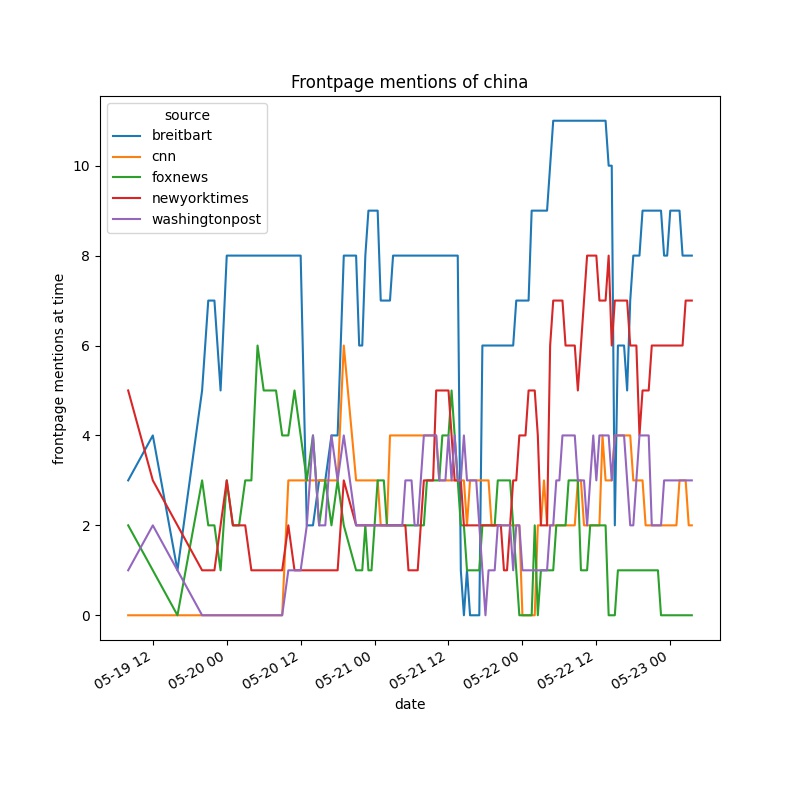 Frontpage mentions of china
source
breitbart
cnn
foxnews
newyorktimes
washingtonpost
frontpage mentions at time
10
8
6
4
2
0
05-19 12
05-20 00
05-20 12
05-21 00
05-21 12
05-22 00
05-22 12
05-23 00
date